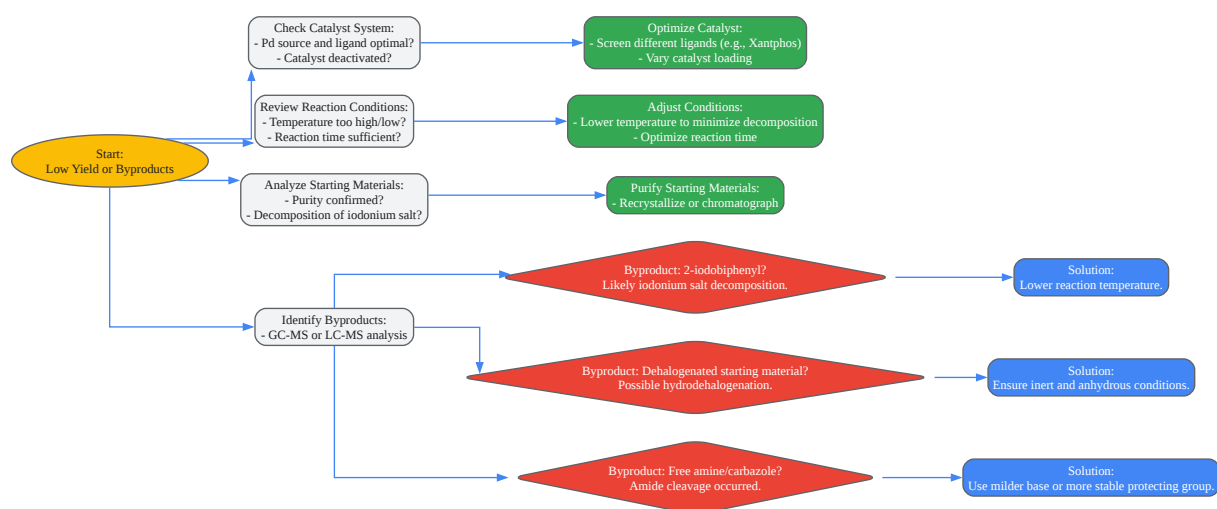 Start:
Low Yield or Byproducts
Check Catalyst System:
- Pd source and ligand optimal?
- Catalyst deactivated?
Optimize Catalyst:
- Screen different ligands (e.g., Xantphos)
- Vary catalyst loading
Review Reaction Conditions:
- Temperature too high/low?
- Reaction time sufficient?
Adjust Conditions:
- Lower temperature to minimize decomposition
- Optimize reaction time
Analyze Starting Materials:
- Purity confirmed?
- Decomposition of iodonium salt?
Purify Starting Materials:
- Recrystallize or chromatograph
Identify Byproducts:
- GC-MS or LC-MS analysis
Byproduct: 2-iodobiphenyl?
Likely iodonium salt decomposition.
Solution:
Lower reaction temperature.
Byproduct: Dehalogenated starting material?
Possible hydrodehalogenation.
Solution:
Ensure inert and anhydrous conditions.
Byproduct: Free amine/carbazole?
Amide cleavage occurred.
Solution:
Use milder base or more stable protecting group.